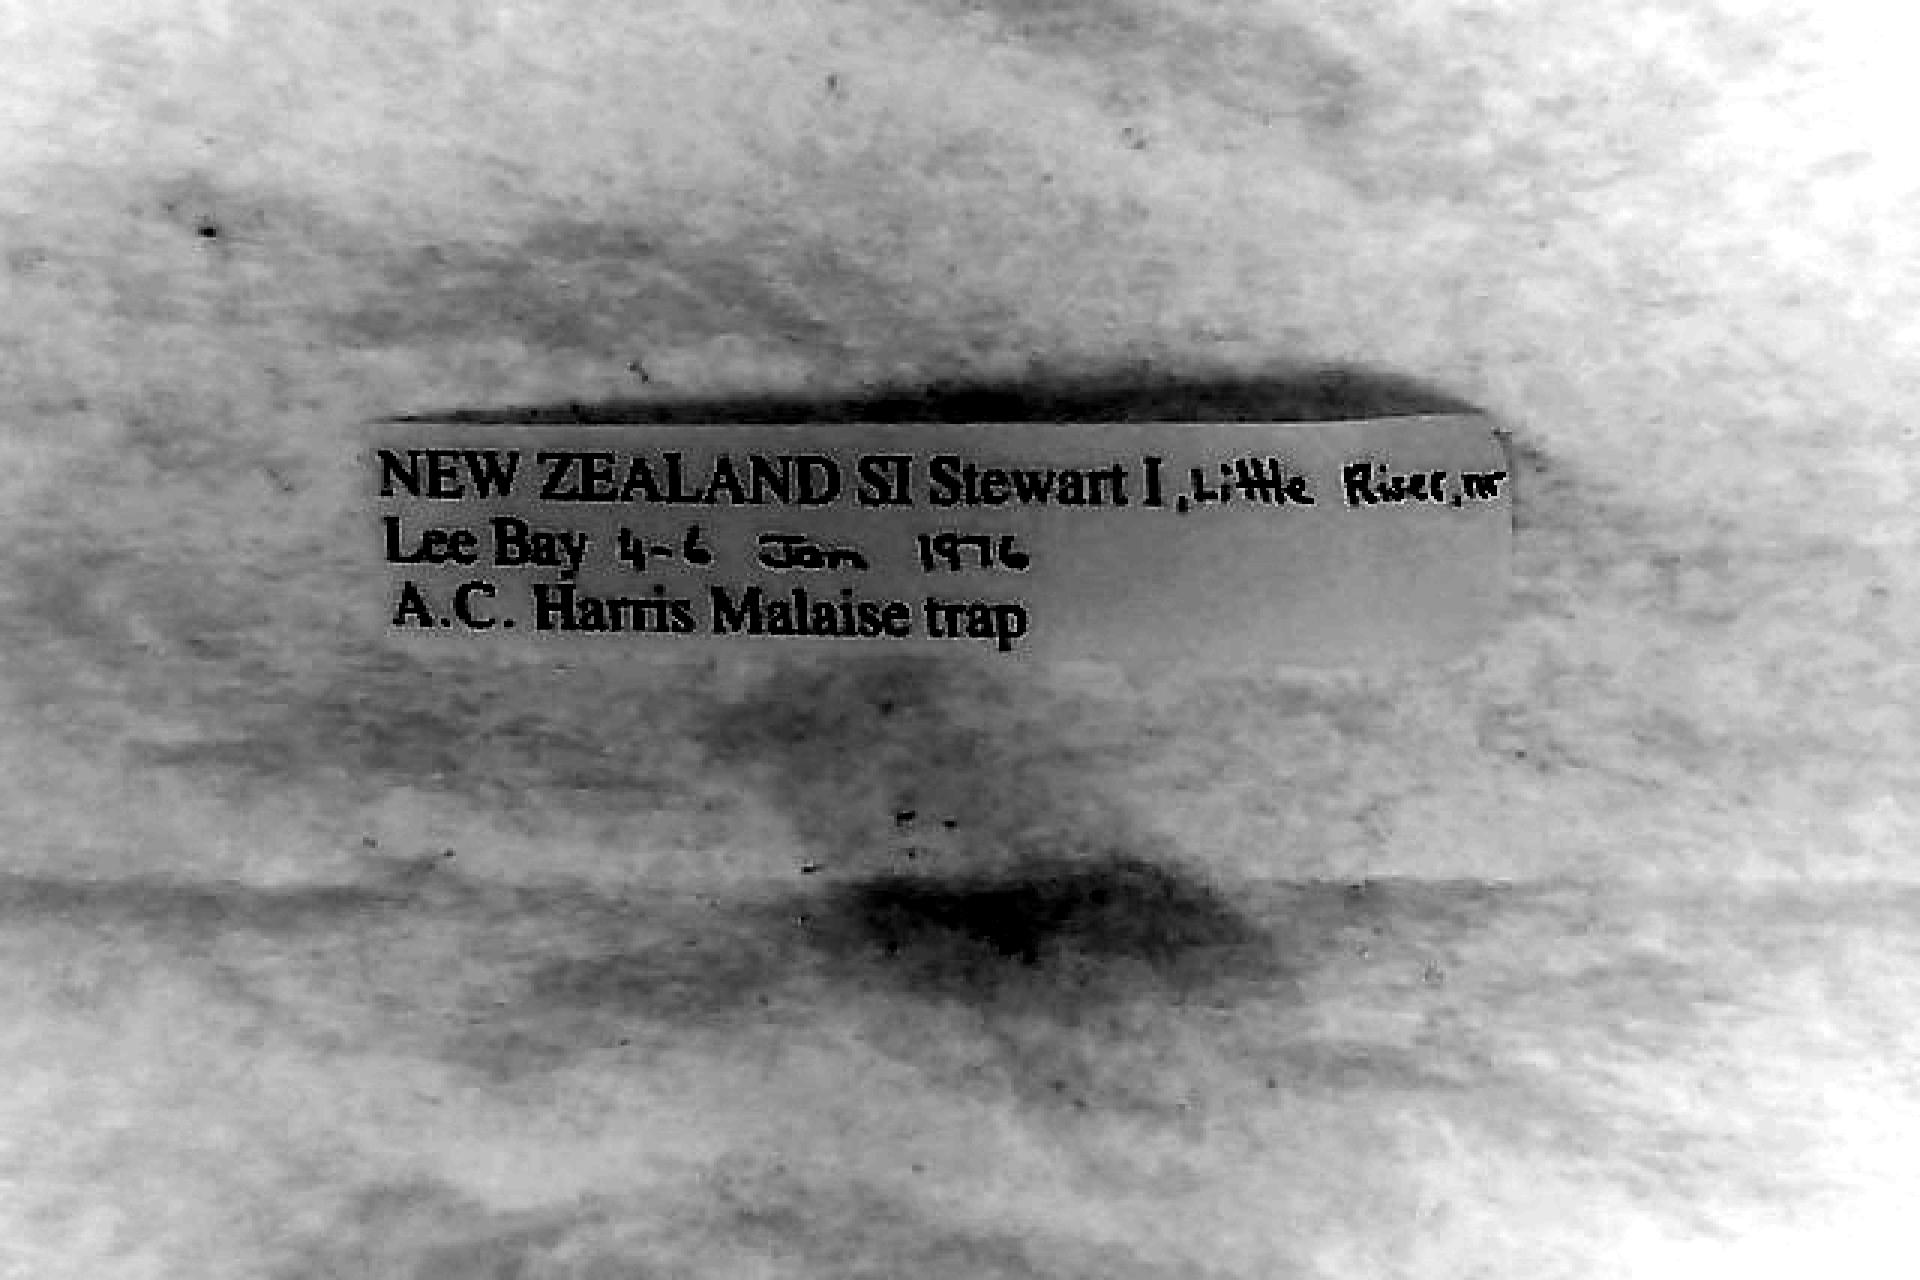 NEW ZEALAND SI Stewart I, Little River, nr
Lee Bay 4-6 Jan 1976
A.C. Harris Malaise trap